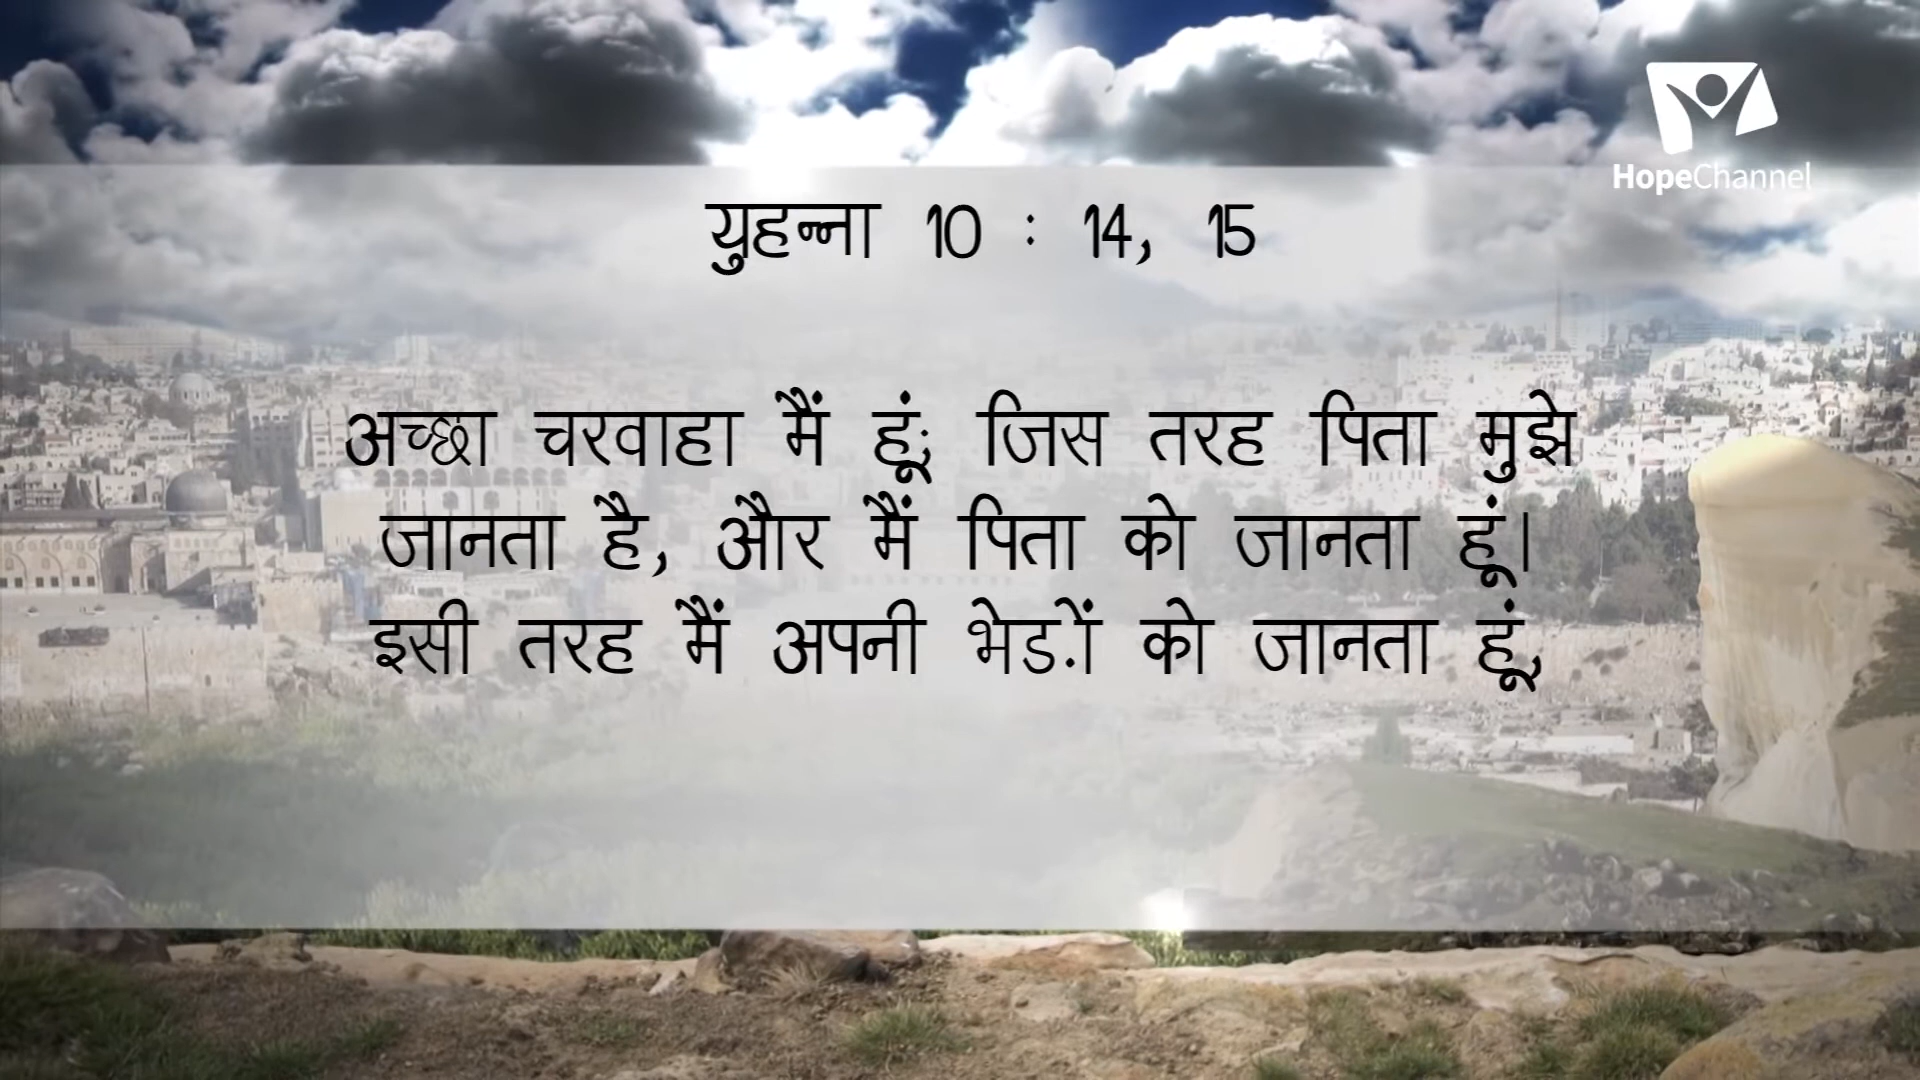 HopeChannel
युहन्ना 10 : 14, 15
अच्छा चरवाहा मैं हूं; जिस तरह पिता मुझे
जानता है, और मैं पिता को जानता हूं।
इसी तरह मैं अपनी भेड़ों को जानता हूं,